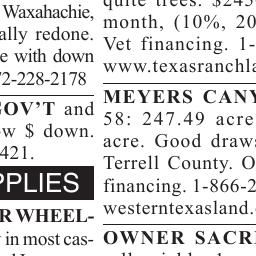 Waxahachie,
ally redone.
e with down
72-228-2178
GOV'T and
ow $ down.
421.
PPLIES
R WHEEL-
in most cas-
quite trees. $245
month, (10%, 20
Vet financing. 1-
www.texasranchla
MEYERS CANY
58: 247.49 acre
acre. Good draws
Terrell County. O
financing. 1-866-2
westerntexasland.
OWNER SACRI